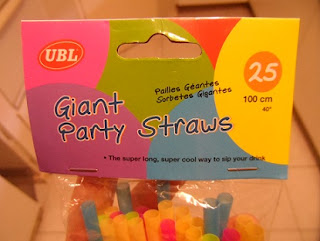 UBL
25
100 cm
40"
Pailles Géantes
Sorbetes Gigantes
Giant
Party Straws
• The super long, super cool way to sip your drink